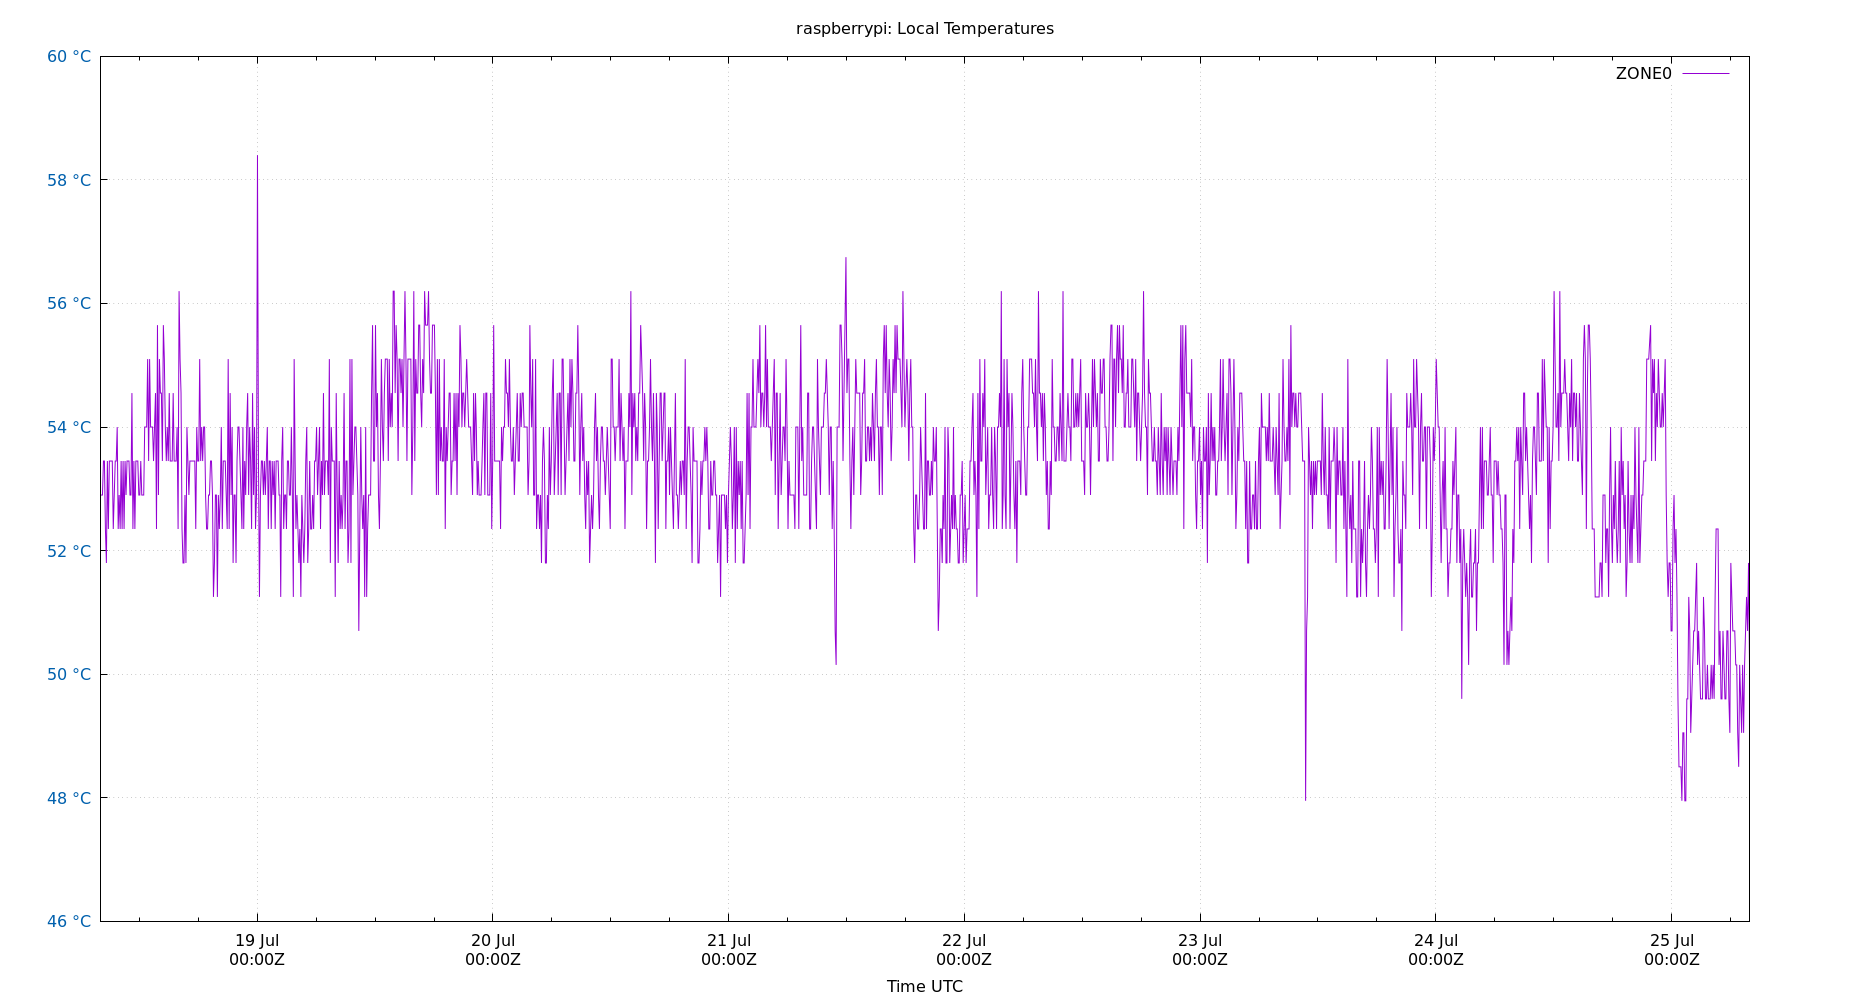 raspberrypi: Local Temperatures
60 °C
ZONE0
58 °C
56 °C
54 °C
52 °C
50 °C
48 °C
46 °C
19 Jul 20 Jul 21 Jul 22 Jul 23 Jul 24 Jul 25 Jul
00:00Z 00:00Z 00:00Z 00:00Z 00:00Z 00:00Z 00:00Z
Time UTC